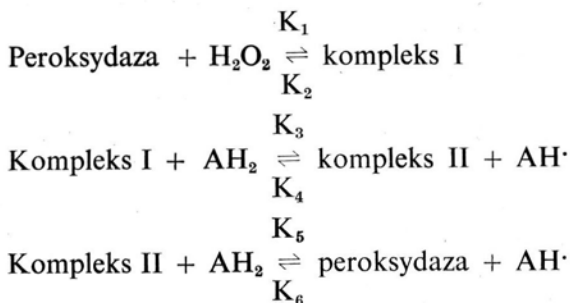 K₁
Peroksydaza + H₂O₂ ⇌ kompleks I
K₂
K₃
Kompleks I + AH₂ ⇌ kompleks II + AH·
K₄
K₅
Kompleks II + AH₂ ⇌ peroksydaza + AH·
K₆